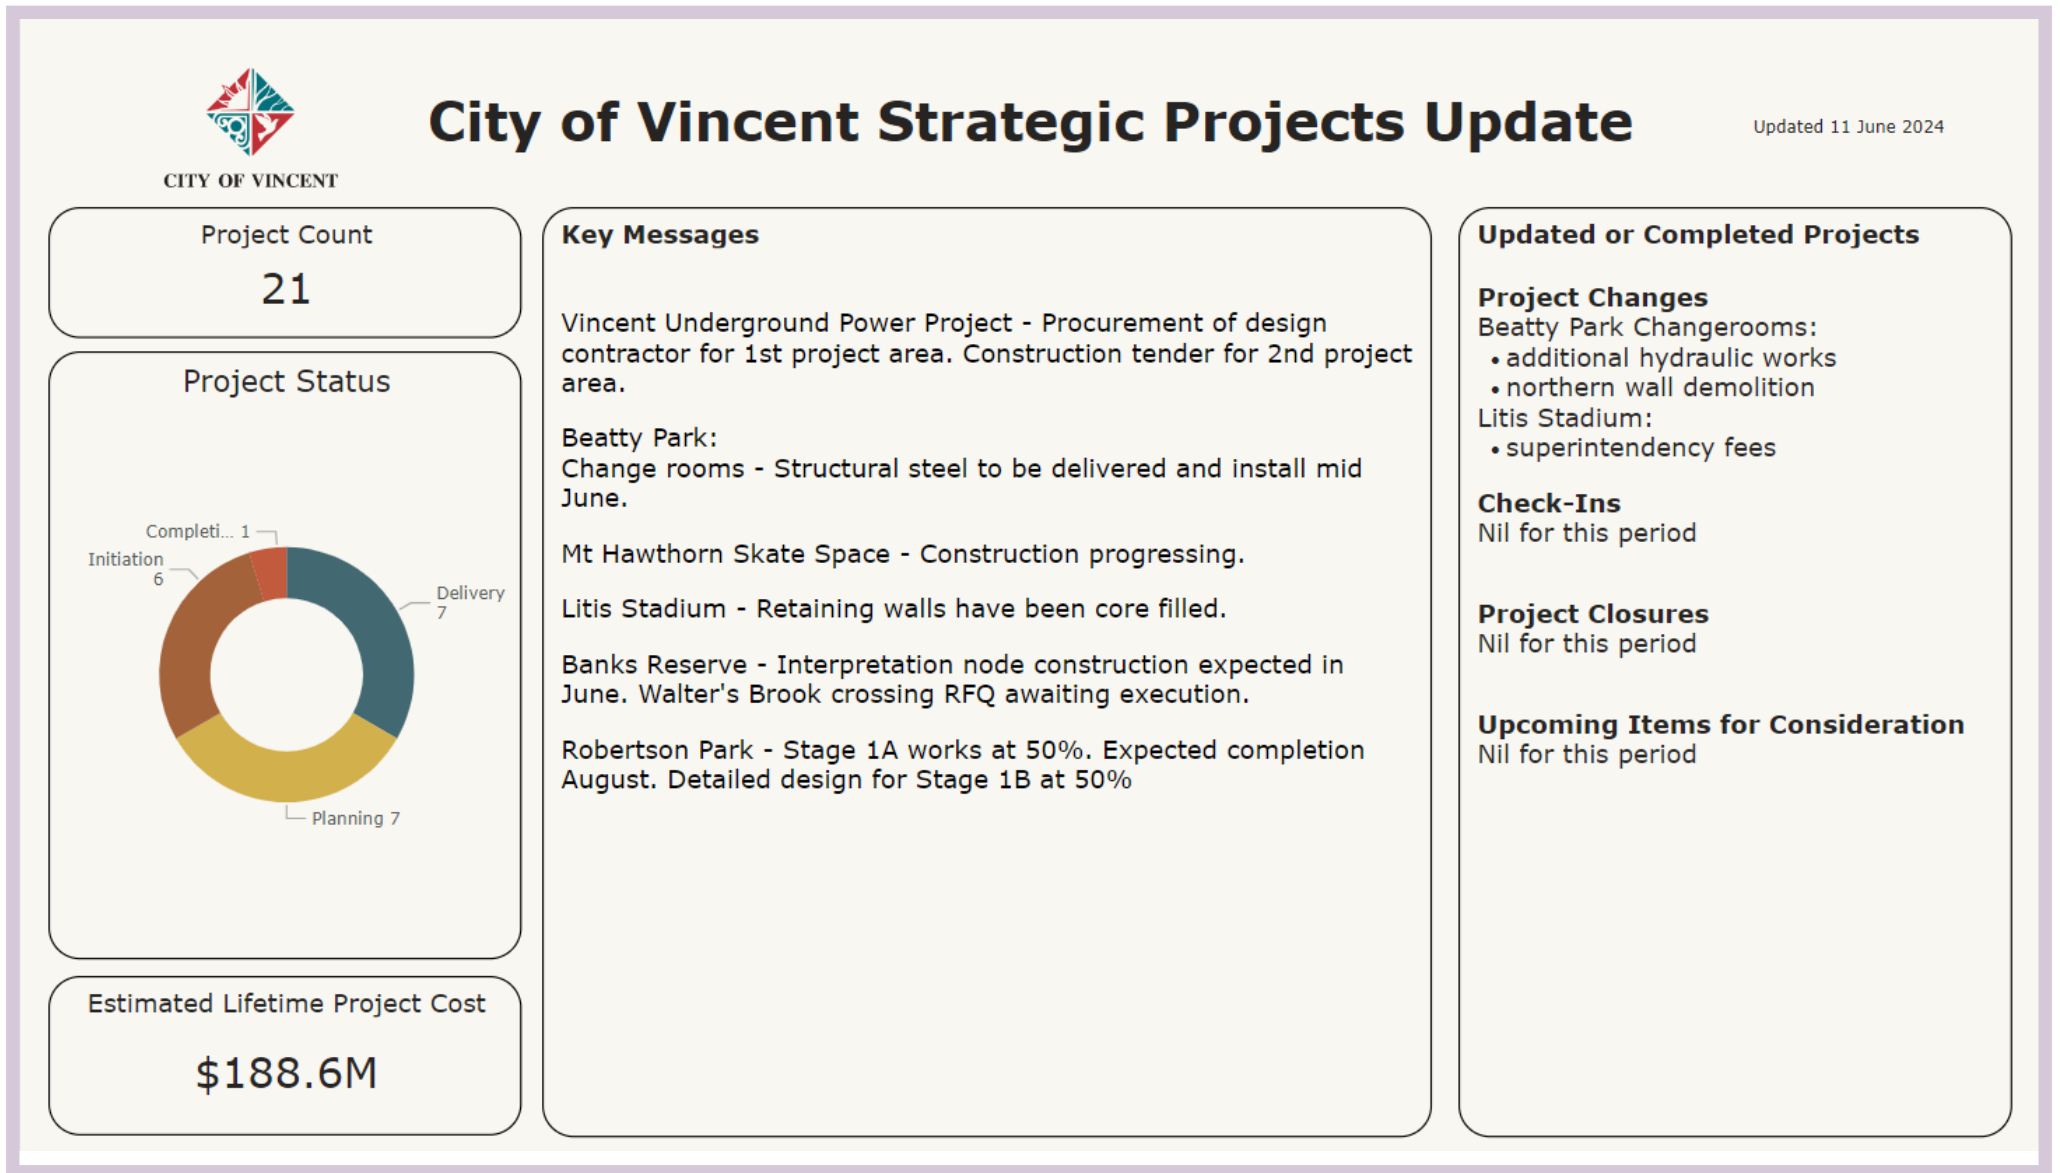 CITY OF VINCENT
City of Vincent Strategic Projects Update
Updated 11 June 2024
Project Count
21
Project Status
Completi... 1
Initiation
6
Delivery
7
Planning 7
Estimated Lifetime Project Cost
$188.6M
Key Messages
Vincent Underground Power Project - Procurement of design
contractor for 1st project area. Construction tender for 2nd project
area.
Beatty Park:
Change rooms - Structural steel to be delivered and install mid
June.
Mt Hawthorn Skate Space - Construction progressing.
Litis Stadium - Retaining walls have been core filled.
Banks Reserve - Interpretation node construction expected in
June. Walter's Brook crossing RFQ awaiting execution.
Robertson Park - Stage 1A works at 50%. Expected completion
August. Detailed design for Stage 1B at 50%
Updated or Completed Projects
Project Changes
Beatty Park Changerooms:
• additional hydraulic works
• northern wall demolition
Litis Stadium:
• superintendency fees
Check-Ins
Nil for this period
Project Closures
Nil for this period
Upcoming Items for Consideration
Nil for this period